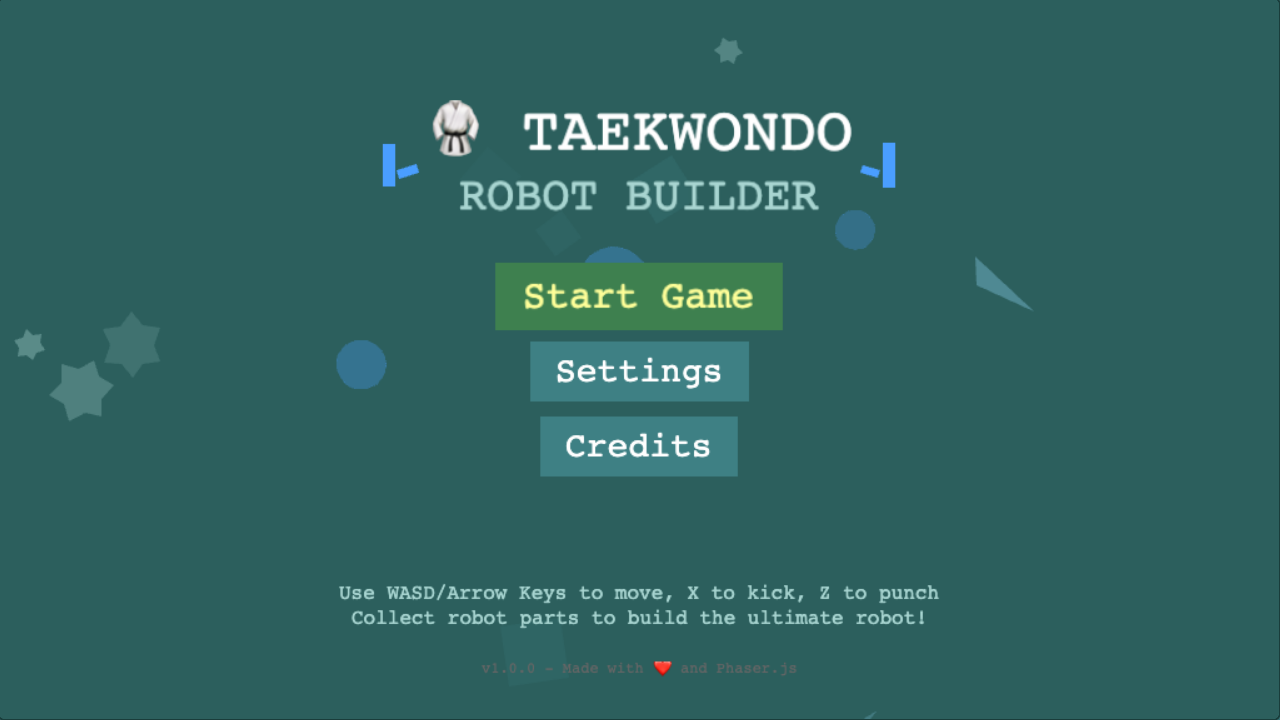 TAEKWONDO
ROBOT BUILDER
Start Game
Settings
Credits
Use WASD/Arrow Keys to move, X to kick, Z to punch
Collect robot parts to build the ultimate robot!
v1.0.0 - Made with ❤️ and Phaser.js